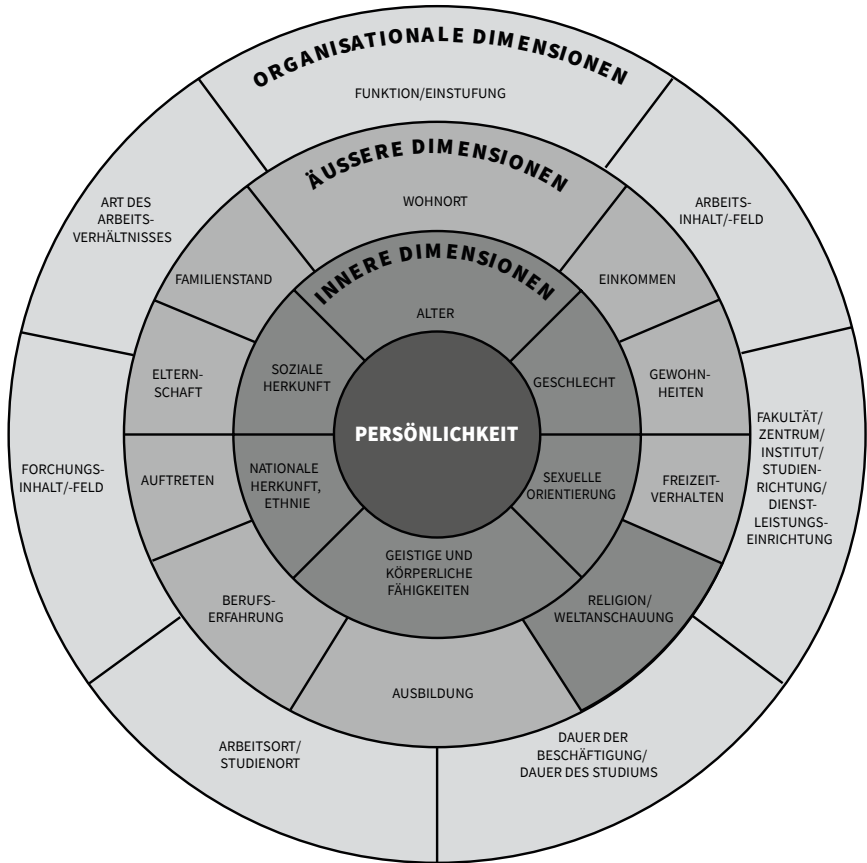 ORGANISATIONALE DIMENSIONEN
FUNKTION/EINSTUFUNG
ARBEITS-
INHALT/-FELD
FAKULTÄT/
ZENTRUM/
INSTITUT/
STUDIEN-
RICHTUNG/
DIENST-
LEISTUNGS-
EINRICHTUNG
DAUER DER
BESCHÄFTIGUNG/
DAUER DES STUDIUMS
ARBEITSORT/
STUDIENORT
FORCHUNGS-
INHALT/-FELD
ART DES
ARBEITS-
VERHÄLTNISSES
ÄUSSERE DIMENSIONEN
WOHNORT
EINKOMMEN
GEWOHN-
HEITEN
FREIZEIT-
VERHALTEN
RELIGION/
WELTANSCHAUUNG
AUSBILDUNG
BERUFS-
ERFAHRUNG
AUFTRETEN
ELTERN-
SCHAFT
FAMILIENSTAND
INNERE DIMENSIONEN
ALTER
GESCHLECHT
SEXUELLE
ORIENTIERUNG
GEISTIGE UND
KÖRPERLICHE
FÄHIGKEITEN
NATIONALE
HERKUNFT,
ETHNIE
SOZIALE
HERKUNFT
PERSÖNLICHKEIT